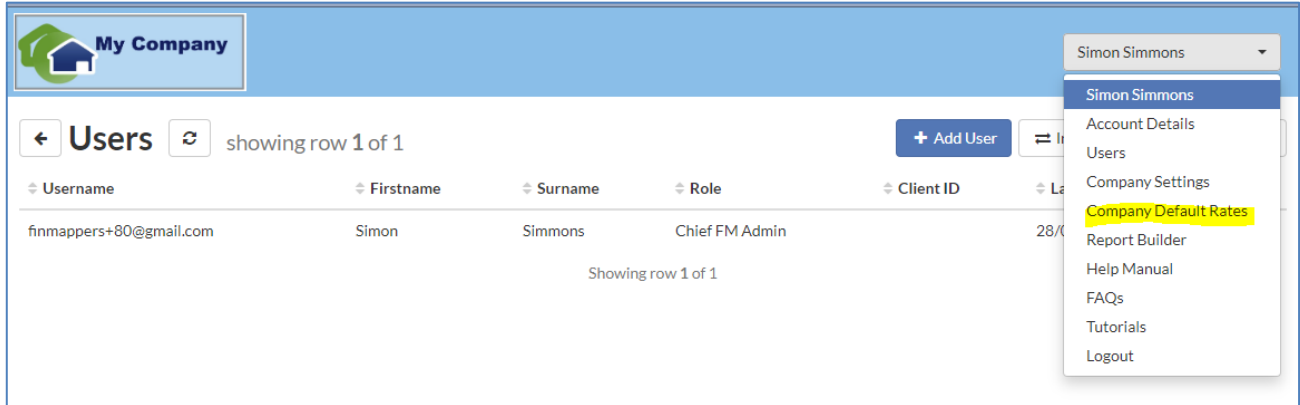 My Company
Simon Simmons
Simon Simmons
Account Details
Users
Company Settings
Company Default Rates
Report Builder
Help Manual
FAQs
Tutorials
Logout
Users showing row 1 of 1
+ Add User
Username Firstname Surname Role Client ID
finmappers+80@gmail.com Simon Simmons Chief FM Admin
Showing row 1 of 1